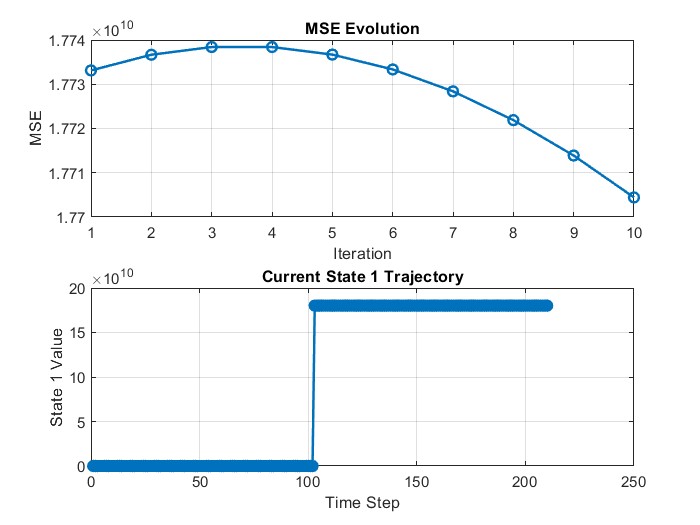 MSE Evolution
×10^10
1.774
1.773
1.772
1.771
1.77
MSE
1 2 3 4 5 6 7 8 9 10
Iteration
Current State 1 Trajectory
×10^10
20
15
10
5
0
State 1 Value
0 50 100 150 200 250
Time Step